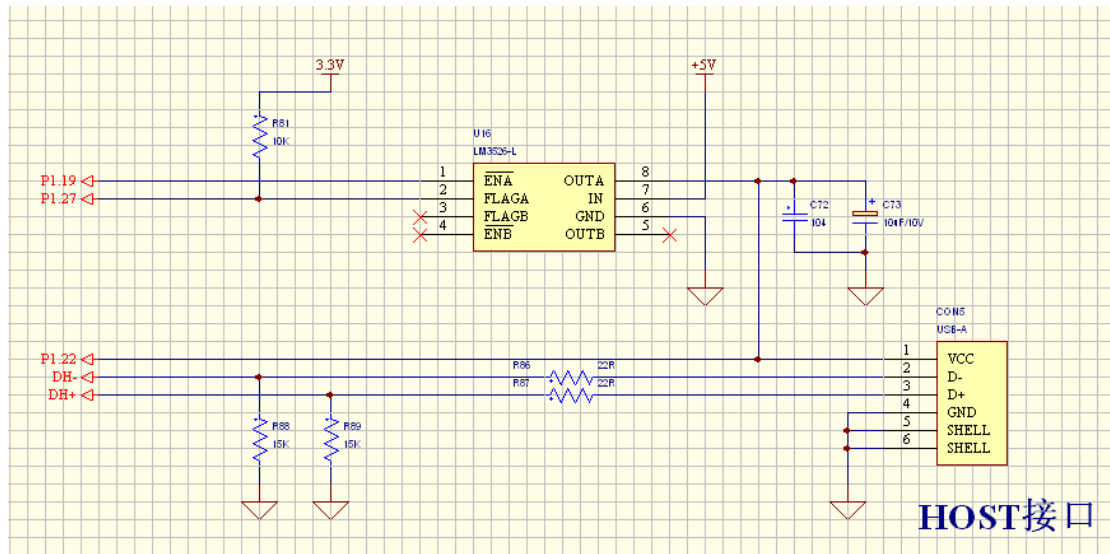 3.3V
+5V
R81
10K
U16
LM3526-L
P1.19
P1.27
1
2
3
4
ENA
FLAGA
FLAGB
ENB
OUTA
IN
GND
OUTB
8
7
6
5
C72
104
+
C73
10uF/10V
CON5
USB-A
P1.22
DH-
DH+
R86
22R
R87
22R
1
2
3
4
5
6
VCC
D-
D+
GND
SHELL
SHELL
R88
15K
R89
15K
HOST接口